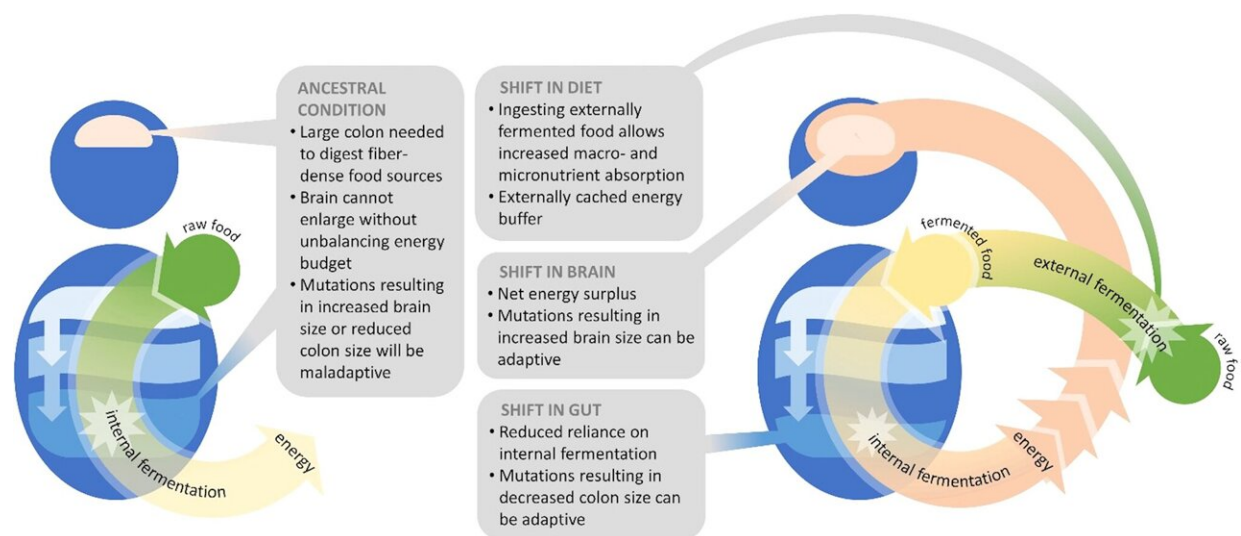 ANCESTRAL
CONDITION
• Large colon needed
to digest fiber-
dense food sources
• Brain cannot
enlarge without
unbalancing energy
budget
• Mutations resulting
in increased brain
size or reduced
colon size will be
maladaptive
raw food
internal fermentation
energy
SHIFT IN DIET
• Ingesting externally
fermented food allows
increased macro- and
micronutrient absorption
• Externally cached energy
buffer
SHIFT IN BRAIN
• Net energy surplus
• Mutations resulting in
increased brain size can be
adaptive
SHIFT IN GUT
• Reduced reliance on
internal fermentation
• Mutations resulting in
decreased colon size can
be adaptive
fermented food
external fermentation
raw food
internal fermentation
energy